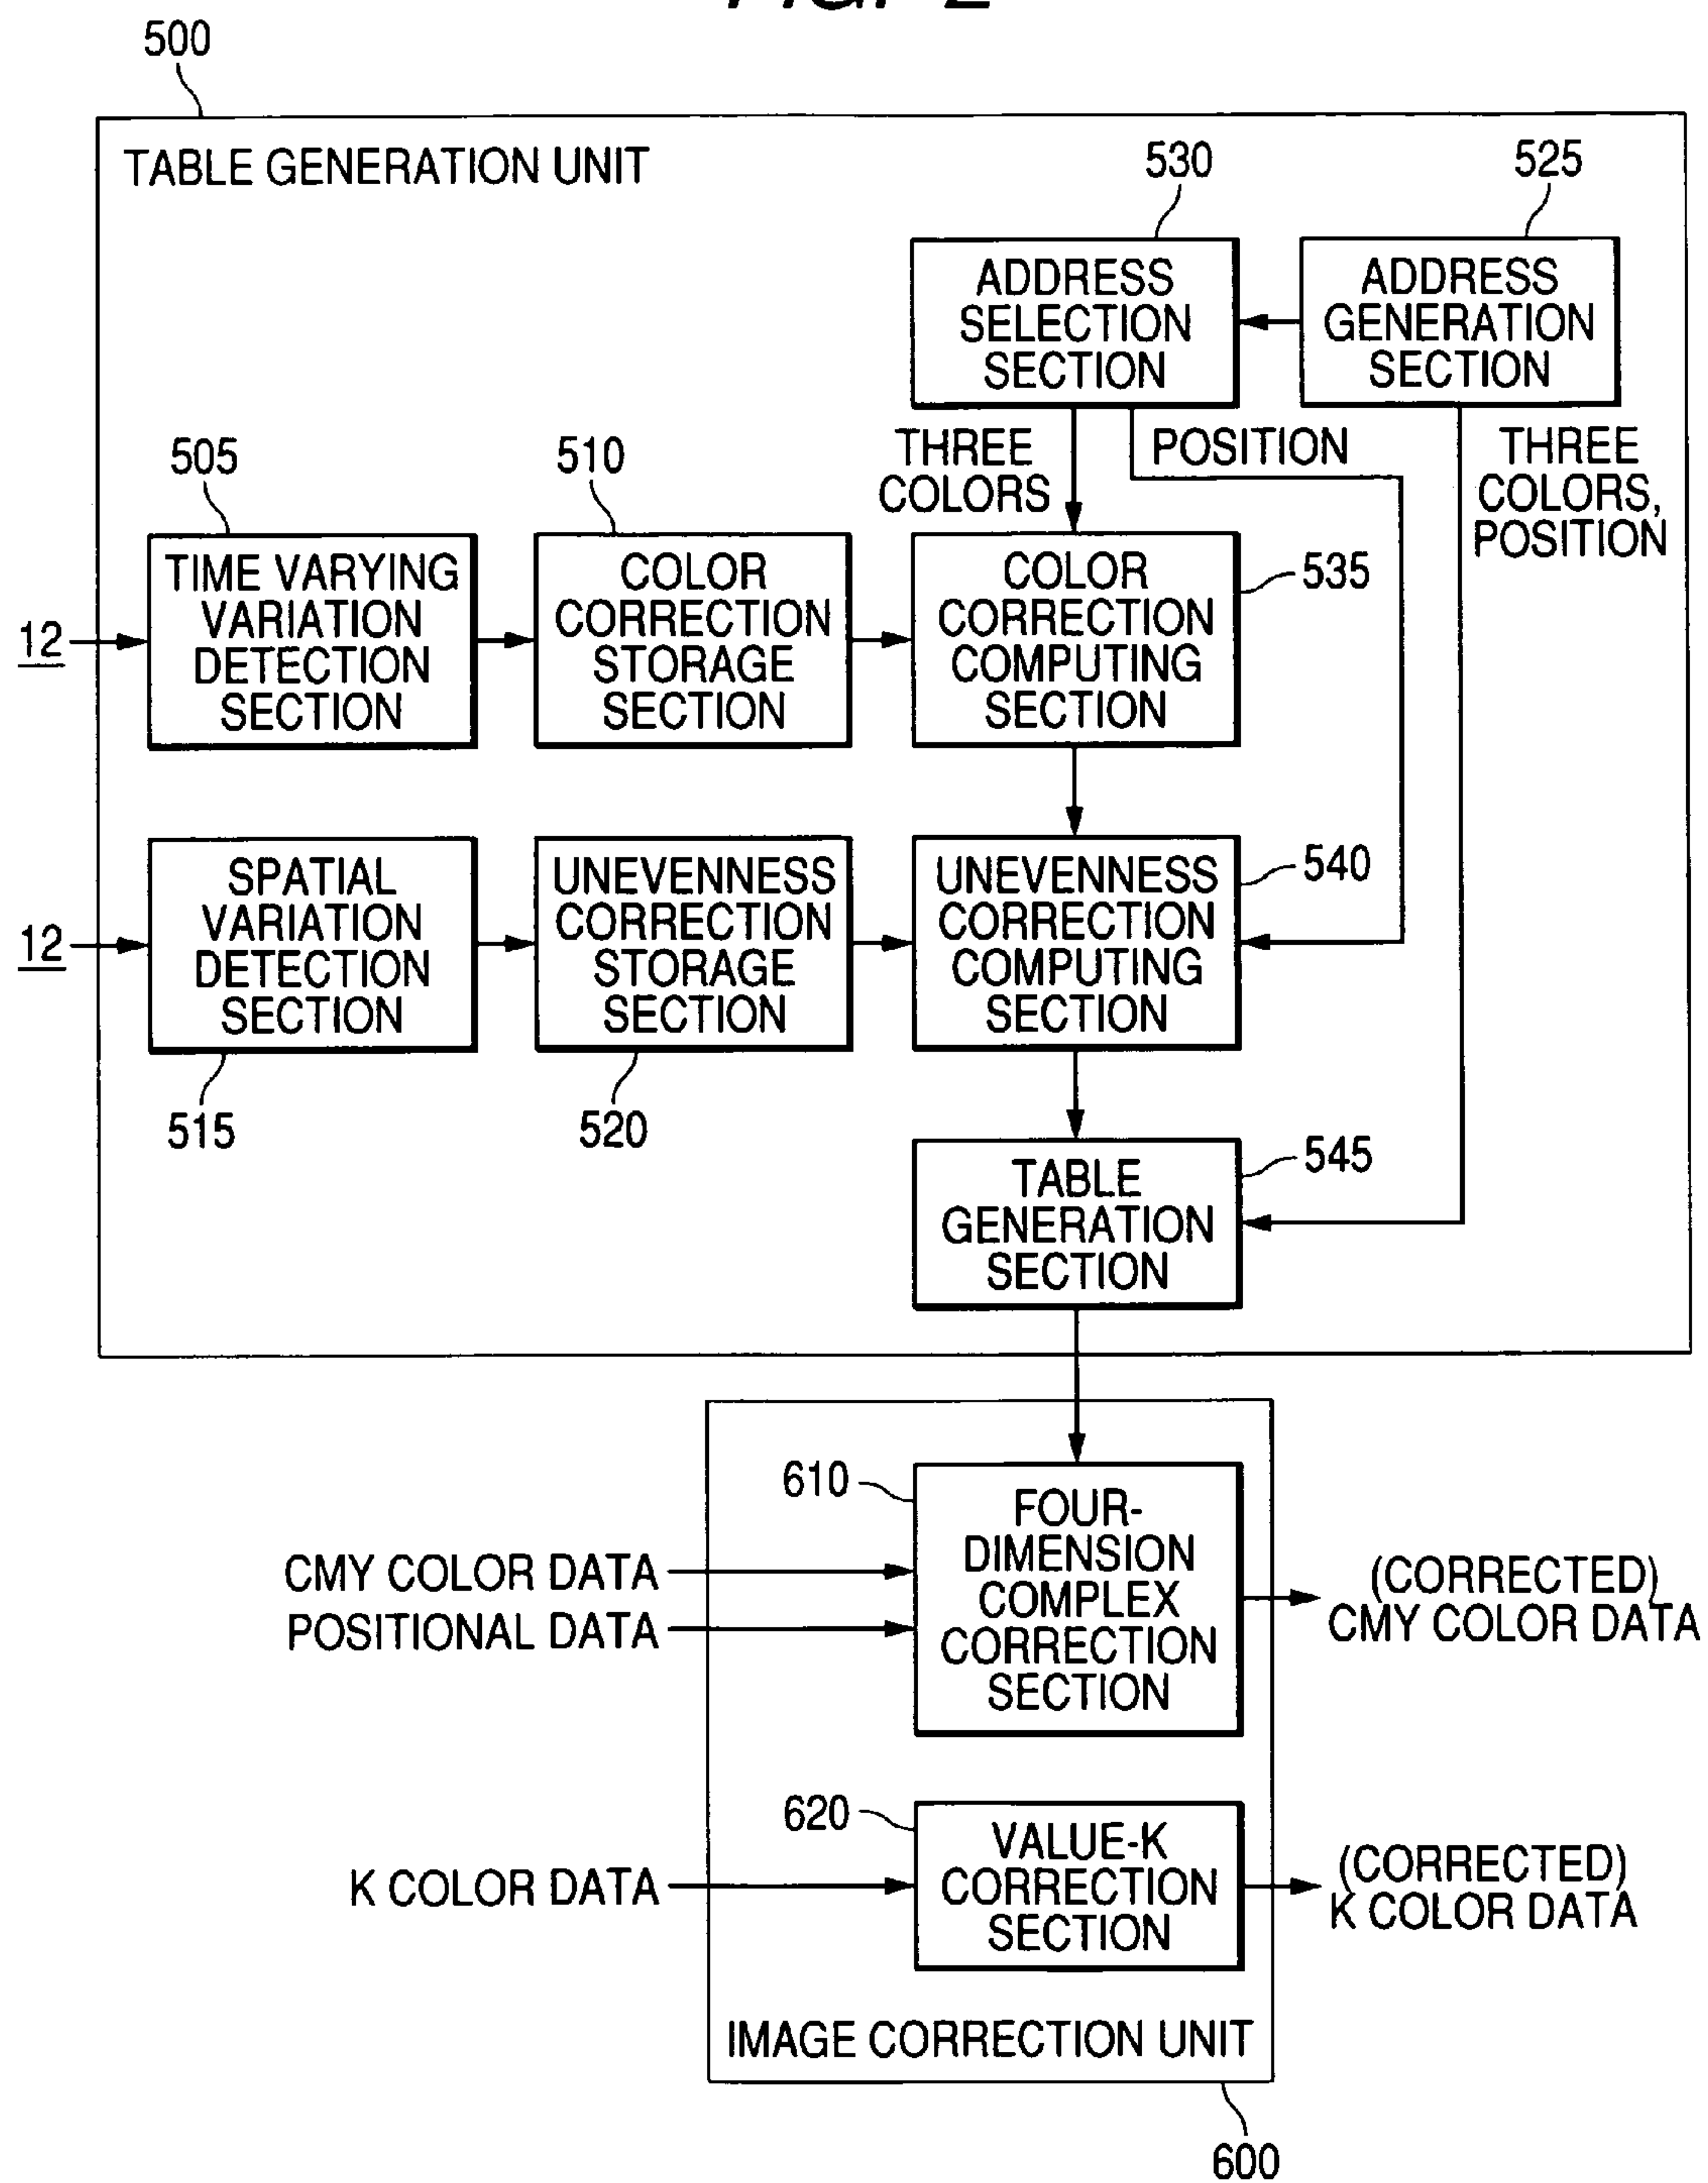 FIG. 2
500
TABLE GENERATION UNIT
530
525
ADDRESS
SELECTION
SECTION
ADDRESS
GENERATION
SECTION
THREE
COLORS
POSITION
THREE
COLORS,
POSITION
505
510
12
TIME VARYING
VARIATION
DETECTION
SECTION
COLOR
CORRECTION
STORAGE
SECTION
COLOR
CORRECTION
COMPUTING
SECTION
535
12
SPATIAL
VARIATION
DETECTION
SECTION
UNEVENNESS
CORRECTION
STORAGE
SECTION
UNEVENNESS
CORRECTION
COMPUTING
SECTION
540
515
520
TABLE
GENERATION
SECTION
545
610
FOUR-
DIMENSION
COMPLEX
CORRECTION
SECTION
CMY COLOR DATA
POSITIONAL DATA
(CORRECTED)
CMY COLOR DATA
620
VALUE-K
CORRECTION
SECTION
K COLOR DATA
(CORRECTED)
K COLOR DATA
IMAGE CORRECTION UNIT
600